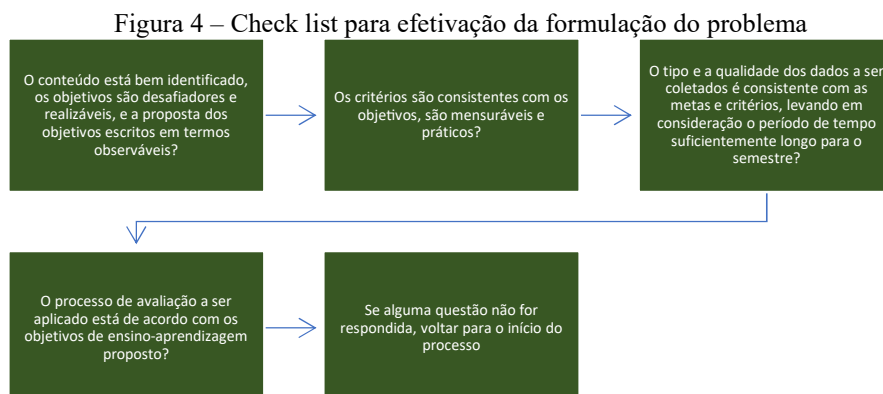 Figura 4 – Check list para efetivação da formulação do problema
O conteúdo está bem identificado,
os objetivos são desafiadores e
realizáveis, e a proposta dos
objetivos escritos em termos
observáveis?
Os critérios são consistentes com os
objetivos, são mensuráveis e
práticos?
O tipo e a qualidade dos dados a ser
coletados é consistente com as
metas e critérios, levando em
consideração o período de tempo
suficientemente longo para o
semestre?
O processo de avaliação a ser
aplicado está de acordo com os
objetivos de ensino-aprendizagem
proposto?
Se alguma questão não for
respondida, voltar para o início do
processo